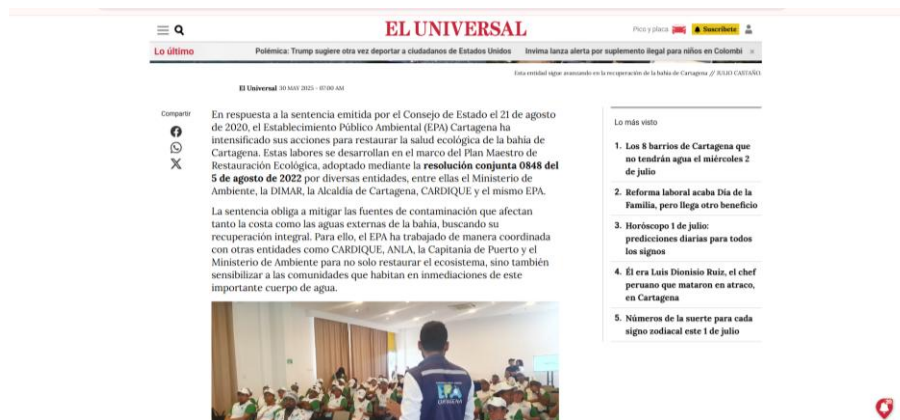 EL UNIVERSAL
Pico y placa
Suscríbete
Lo último
Polémica: Trump sugiere otra vez deportar a ciudadanos de Estados Unidos
Invima lanza alerta por suplemento ilegal para niños en Colombi
Esta entidad sigue avanzando en la recuperación de la bahía de Cartagena // JULIO CASTAÑO.
El Universal 30 MAY 2025 - 07:00 AM
Compartir
En respuesta a la sentencia emitida por el Consejo de Estado el 21 de agosto
de 2020, el Establecimiento Público Ambiental (EPA) Cartagena ha
intensificado sus acciones para restaurar la salud ecológica de la bahía de
Cartagena. Estas labores se desarrollan en el marco del Plan Maestro de
Restauración Ecológica, adoptado mediante la resolución conjunta 0848 del
5 de agosto de 2022 por diversas entidades, entre ellas el Ministerio de
Ambiente, la DIMAR, la Alcaldía de Cartagena, CARDIQUE y el mismo EPA.
La sentencia obliga a mitigar las fuentes de contaminación que afectan
tanto la costa como las aguas externas de la bahía, buscando su
recuperación integral. Para ello, el EPA ha trabajado de manera coordinada
con otras entidades como CARDIQUE, ANLA, la Capitanía de Puerto y el
Ministerio de Ambiente para no solo restaurar el ecosistema, sino también
sensibilizar a las comunidades que habitan en inmediaciones de este
importante cuerpo de agua.
EPA
CARTAGENA
Lo más visto
1. Los 8 barrios de Cartagena que
no tendrán agua el miércoles 2
de julio
2. Reforma laboral acaba Día de la
Familia, pero llega otro beneficio
3. Horóscopo 1 de julio:
predicciones diarias para todos
los signos
4. Él era Luis Dionisio Ruiz, el chef
peruano que mataron en atraco,
en Cartagena
5. Números de la suerte para cada
signo zodiacal este 1 de julio